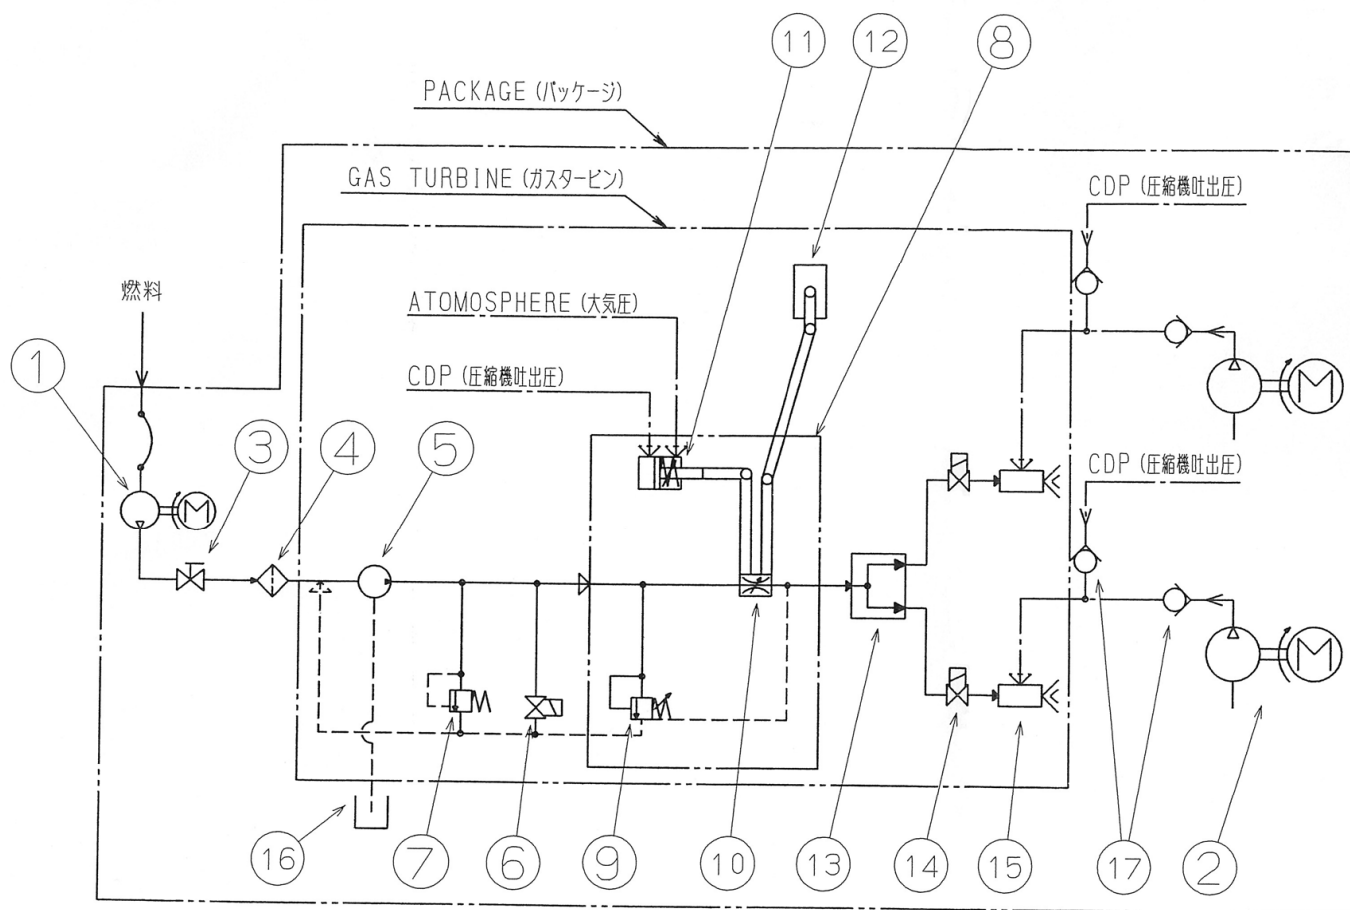 11
12
8
PACKAGE (パッケージ)
GAS TURBINE (ガスタービン)
CDP (圧縮機吐出圧)
燃料
ATOMOSPHERE (大気圧)
1
CDP (圧縮機吐出圧)
M
3
4
5
CDP (圧縮機吐出圧)
M
M
16
7
6
9
10
13
14
15
17
2